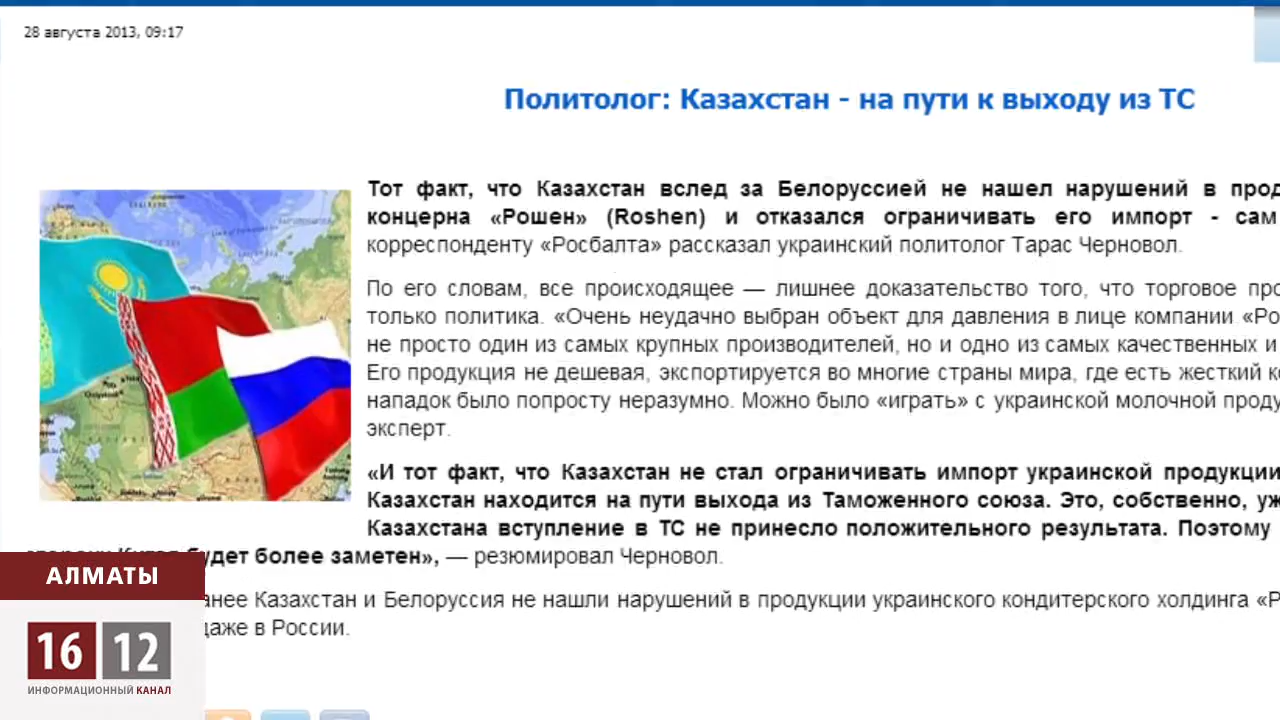 28 августа 2013, 09:17
Политолог: Казахстан - на пути к выходу из ТС
Тот факт, что Казахстан вслед за Белоруссией не нашел нарушений в прод
концерна «Рошен» (Roshen) и отказался ограничивать его импорт - сам
корреспонденту «Росбалта» рассказал украинский политолог Тарас Черновол.
По его словам, все происходящее — лишнее доказательство того, что торговое про
только политика. «Очень неудачно выбран объект для давления в лице компании «Ро
не просто один из самых крупных производителей, но и одно из самых качественных и
Его продукция не дешевая, экспортируется во многие страны мира, где есть жесткий ко
нападок было попросту неразумно. Можно было «играть» с украинской молочной проду
эксперт.
«И тот факт, что Казахстан не стал ограничивать импорт украинской продукции
Казахстан находится на пути выхода из Таможенного союза. Это, собственно, уж
Казахстана вступление в ТС не принесло положительного результата. Поэтому
будет более заметен», — резюмировал Черновол.
анее Казахстан и Белоруссия не нашли нарушений в продукции украинского кондитерского холдинга «Р
даже в России.
АЛМАТЫ
16 12
ИНФОРМАЦИОННЫЙ КАНАЛ